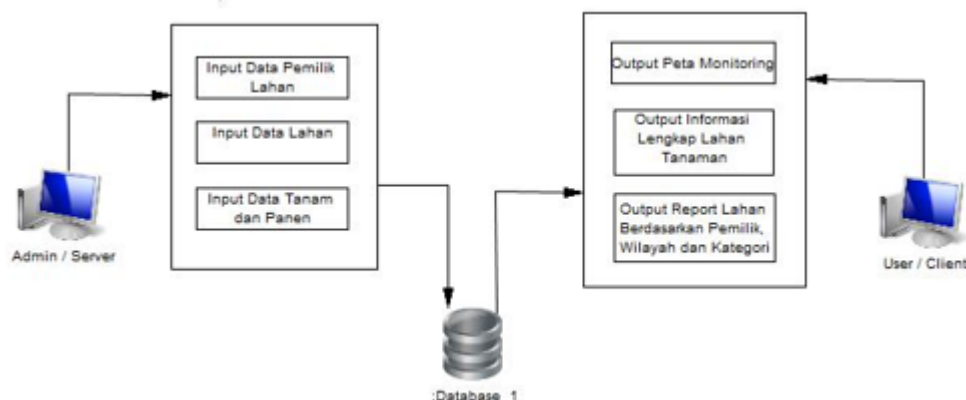 Input Data Pemilik
Lahan
Input Data Lahan
Input Data Tanam
dan Panen
Admin / Server
:Database_1
Output Peta Monitoring
Output Informasi
Lengkap Lahan
Tanaman
Output Report Lahan
Berdasarkan Pemilik,
Wilayah dan Kategori
User / Client